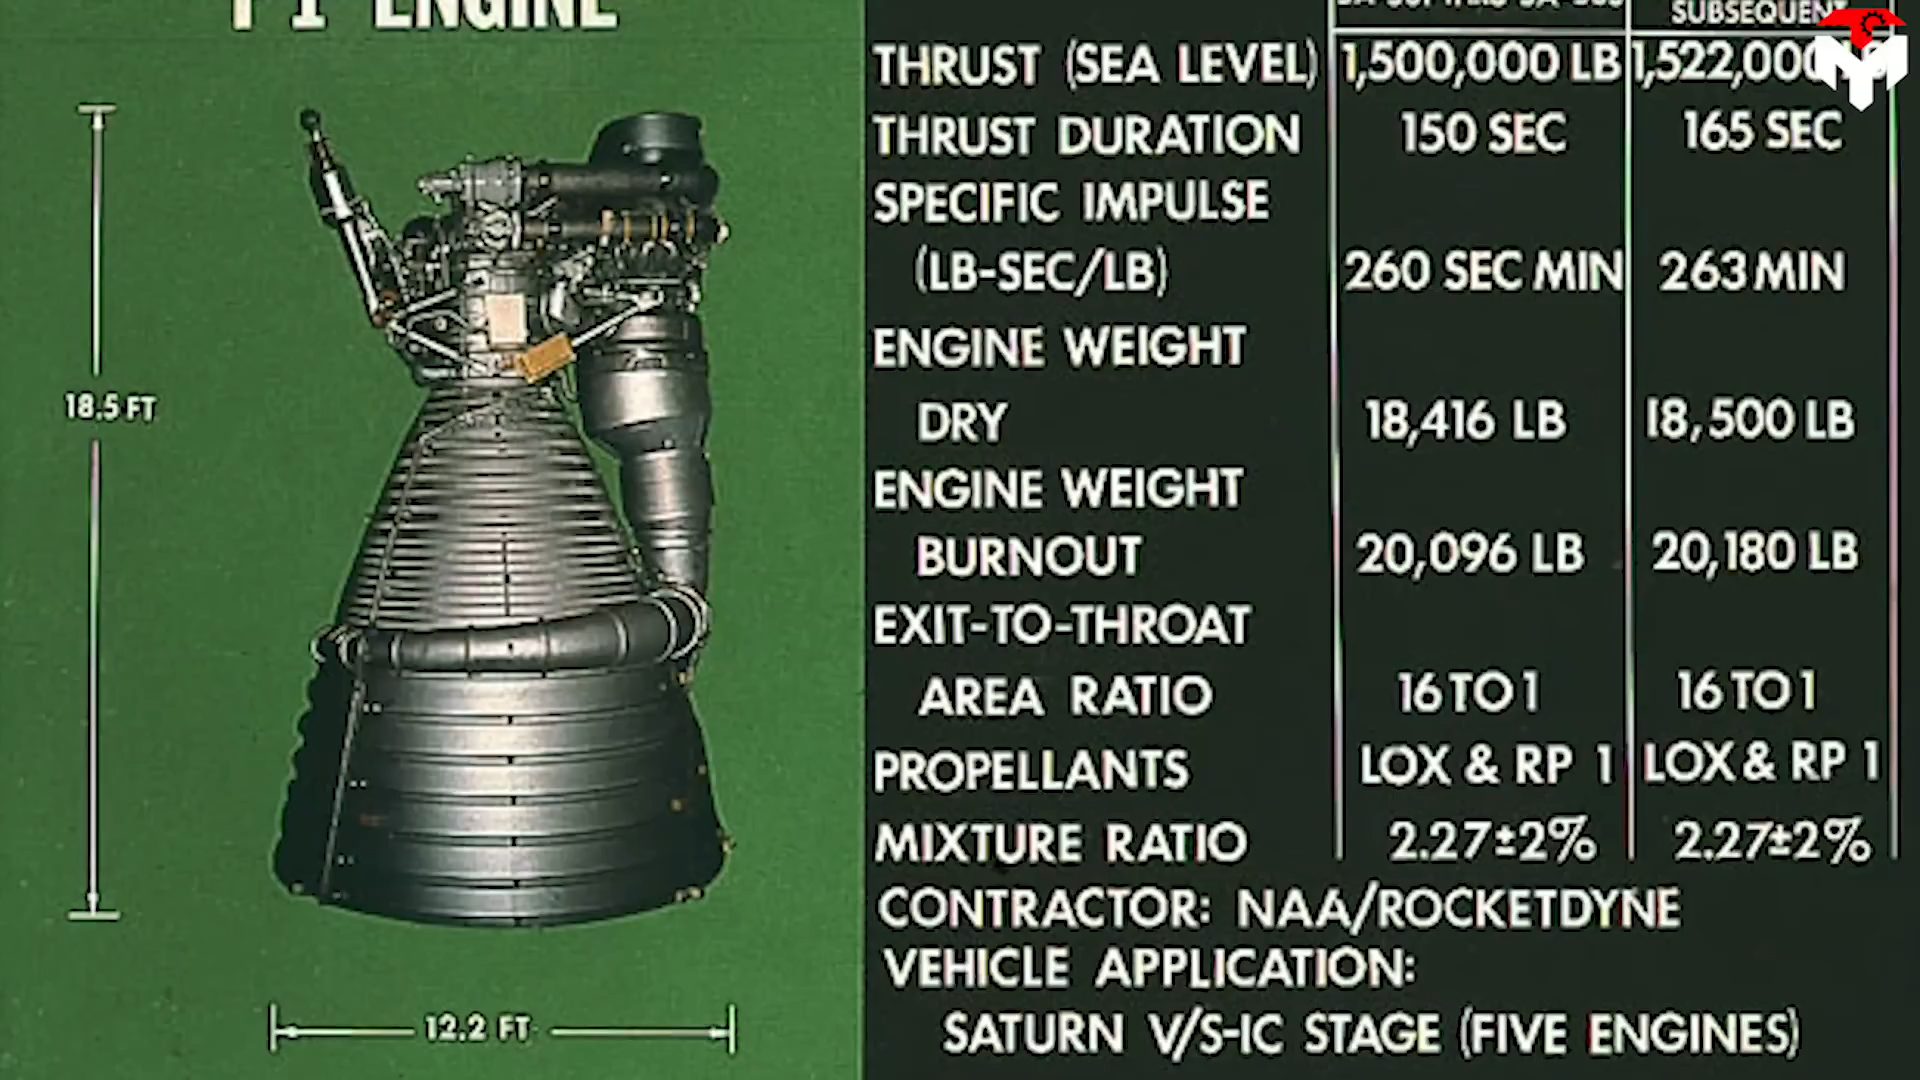 F-1 ENGINE
18.5 FT
12.2 FT
SUBSEQUENT
THRUST (SEA LEVEL) 1,500,000 LB 1,522,000 LB
THRUST DURATION 150 SEC 165 SEC
SPECIFIC IMPULSE
(LB-SEC/LB) 260 SEC MIN 263 MIN
ENGINE WEIGHT
DRY 18,416 LB 18,500 LB
ENGINE WEIGHT
BURNOUT 20,096 LB 20,180 LB
EXIT-TO-THROAT
AREA RATIO 16 TO 1 16 TO 1
PROPELLANTS LOX & RP 1 LOX & RP 1
MIXTURE RATIO 2.27±2% 2.27±2%
CONTRACTOR: NAA/ROCKETDYNE
VEHICLE APPLICATION:
SATURN V/S-IC STAGE (FIVE ENGINES)